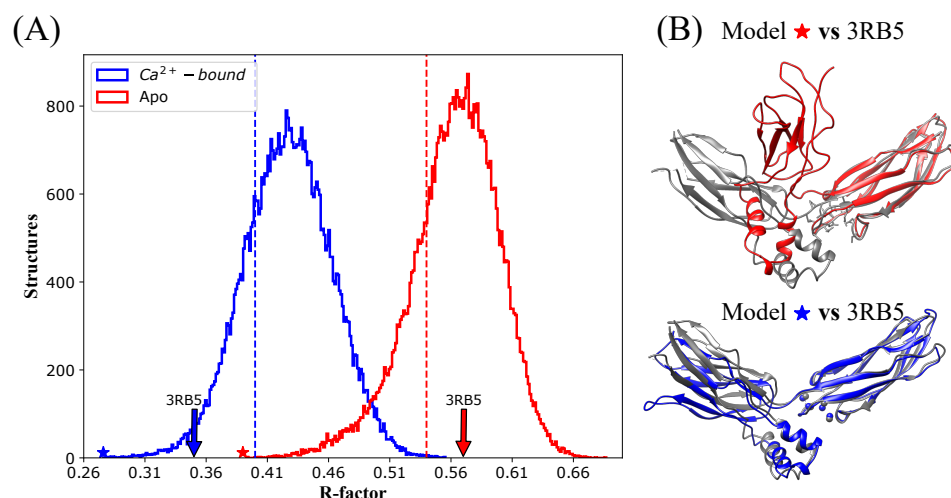 (A)
Ca²⁺ − bound
Apo
Structures
800
600
400
200
0
3RB5
3RB5
0.26
0.31
0.36
0.41
0.48
0.51
0.56
0.61
0.66
R-factor
(B)
Model ★ vs 3RB5
Model ★ vs 3RB5